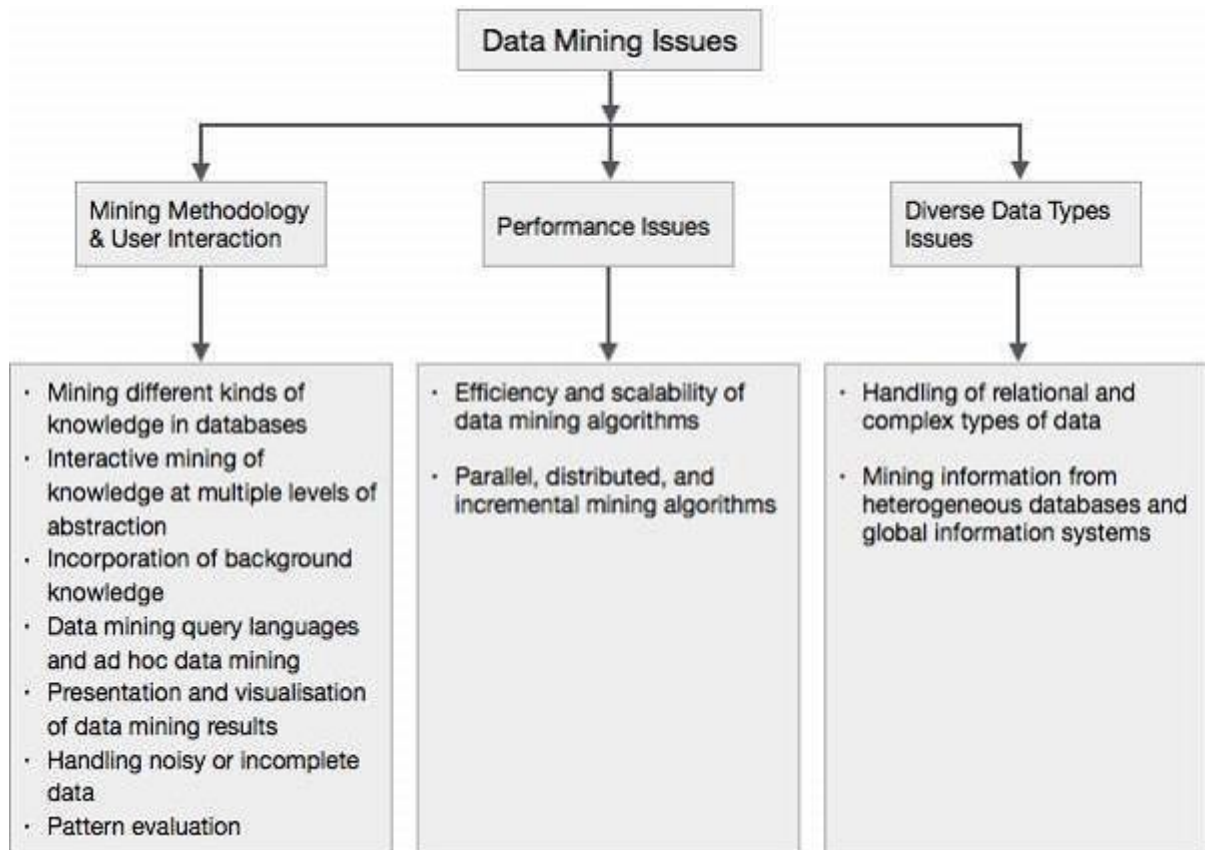 Data Mining Issues
Mining Methodology
& User Interaction
Performance Issues
Diverse Data Types
Issues
· Mining different kinds of
knowledge in databases
· Interactive mining of
knowledge at multiple levels of
abstraction
· Incorporation of background
knowledge
· Data mining query languages
and ad hoc data mining
· Presentation and visualisation
of data mining results
· Handling noisy or incomplete
data
· Pattern evaluation
· Efficiency and scalability of
data mining algorithms
· Parallel, distributed, and
incremental mining algorithms
· Handling of relational and
complex types of data
· Mining information from
heterogeneous databases and
global information systems